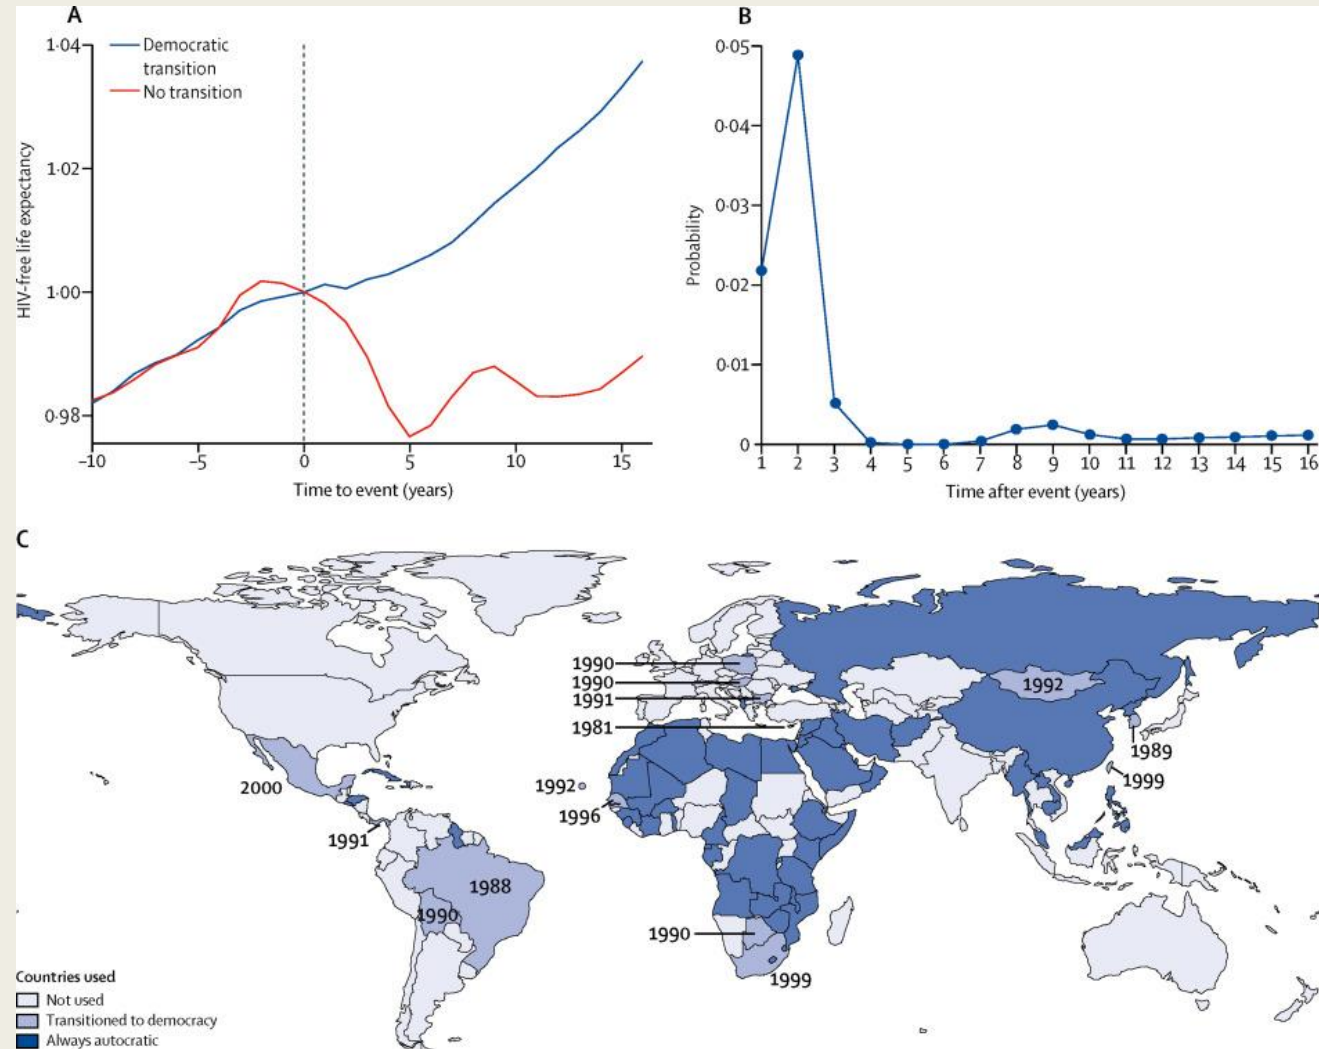 A
1·04
1·02
1·00
0·98
HIV-free life expectancy
Democratic
transition
No transition
−10
−5
0
5
10
15
Time to event (years)
B
0·05
0·04
0·03
0·02
0·01
0
Probability
1 2 3 4 5 6 7 8 9 10 11 12 13 14 15 16
Time after event (years)
C
1990
1990
1991
1981
1992
1989
1999
2000
1992
1996
1991
1988
1990
1990
1999
Countries used
Not used
Transitioned to democracy
Always autocratic